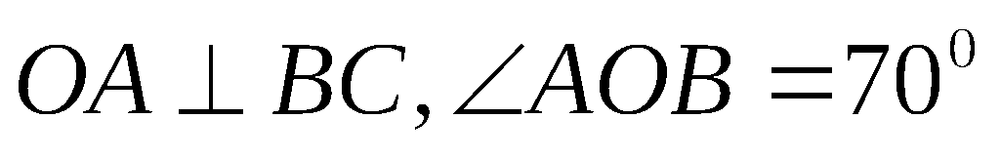 OA ⊥ BC, ∠AOB = 70⁰